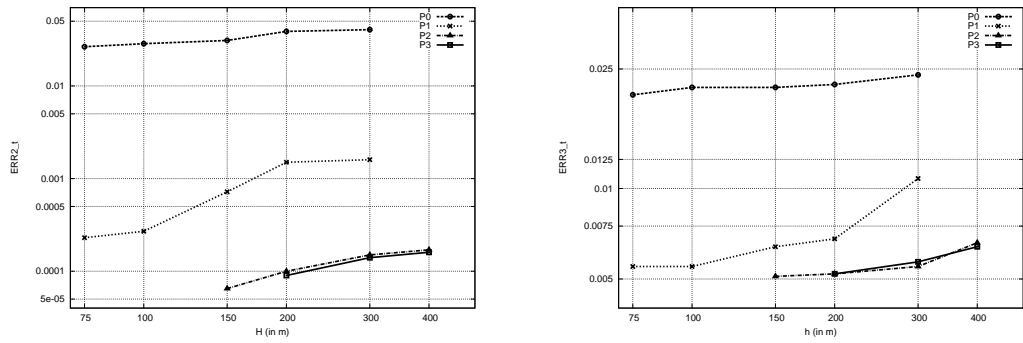 ERR2_t
0.05
0.01
0.005
0.001
0.0005
0.0001
5e-05
75 100 150 200 300 400
H (in m)
P0
P1
P2
P3
ERR3_t
0.025
0.0125
0.01
0.0075
0.005
75 100 150 200 300 400
h (in m)
P0
P1
P2
P3